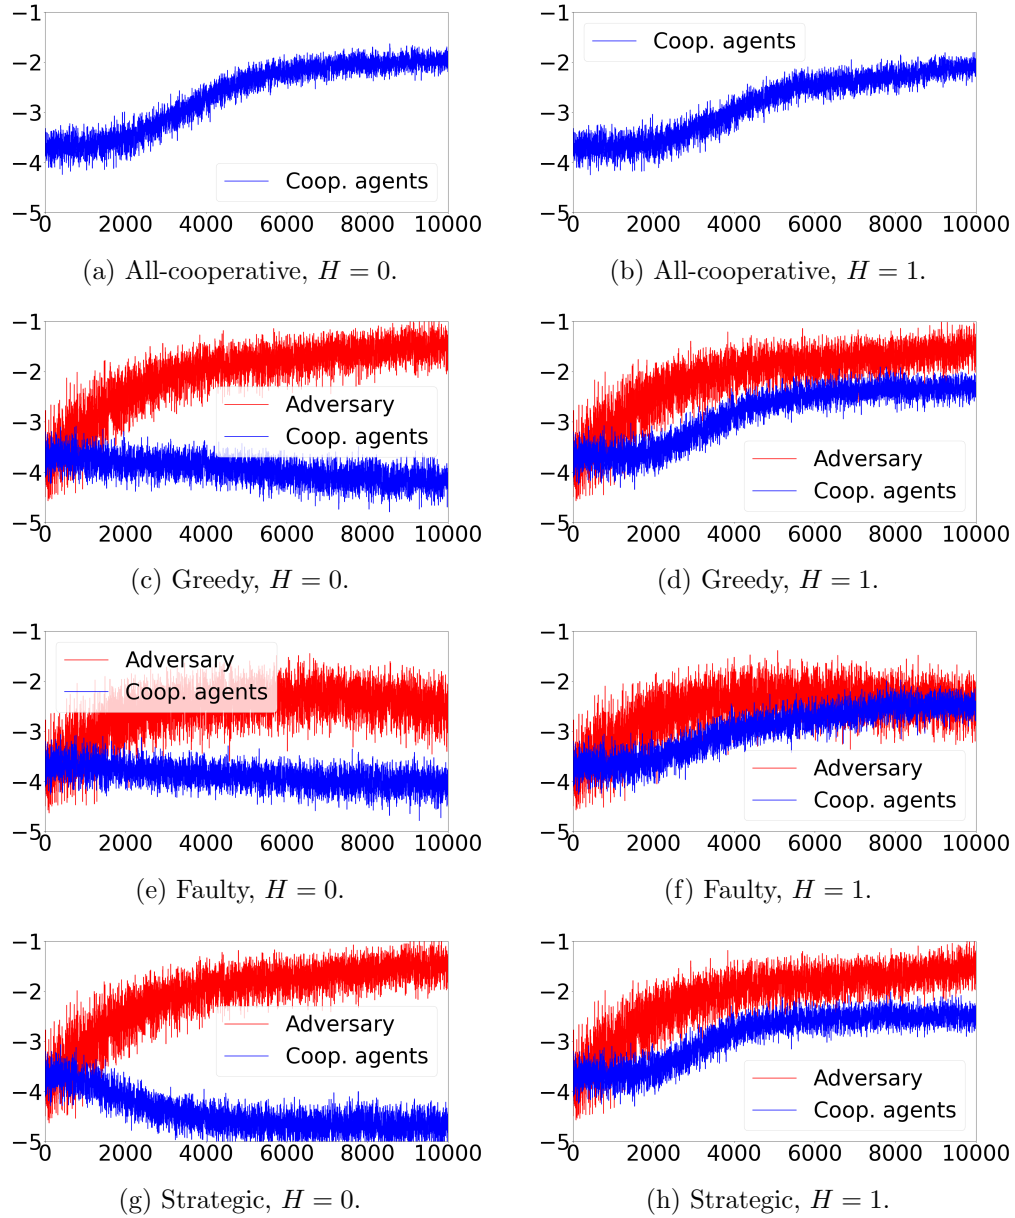 −1
−2
−3
−4
−5
0 2000 4000 6000 8000 10000
Coop. agents
(a) All-cooperative, H = 0.
−1
−2
−3
−4
−5
0 2000 4000 6000 8000 10000
Coop. agents
(b) All-cooperative, H = 1.
−1
−2
−3
−4
−5
0 2000 4000 6000 8000 10000
Adversary
Coop. agents
(c) Greedy, H = 0.
−1
−2
−3
−4
−5
0 2000 4000 6000 8000 10000
Adversary
Coop. agents
(d) Greedy, H = 1.
−1
−2
−3
−4
−5
0 2000 4000 6000 8000 10000
Adversary
Coop. agents
(e) Faulty, H = 0.
−1
−2
−3
−4
−5
0 2000 4000 6000 8000 10000
Adversary
Coop. agents
(f) Faulty, H = 1.
−1
−2
−3
−4
−5
0 2000 4000 6000 8000 10000
Adversary
Coop. agents
(g) Strategic, H = 0.
−1
−2
−3
−4
−5
0 2000 4000 6000 8000 10000
Adversary
Coop. agents
(h) Strategic, H = 1.